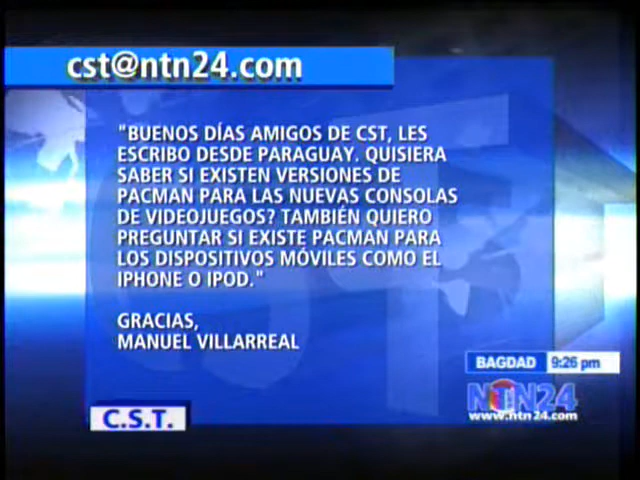 cst@ntn24.com
"BUENOS DÍAS AMIGOS DE CST, LES
ESCRIBO DESDE PARAGUAY. QUISIERA
SABER SI EXISTEN VERSIONES DE
PACMAN PARA LAS NUEVAS CONSOLAS
DE VIDEOJUEGOS? TAMBIÉN QUIERO
PREGUNTAR SI EXISTE PACMAN PARA
LOS DISPOSITIVOS MÓVILES COMO EL
IPHONE O IPOD."
GRACIAS,
MANUEL VILLARREAL
BAGDAD 9:26 pm
NTN24
www.ntn24.com
C.S.T.